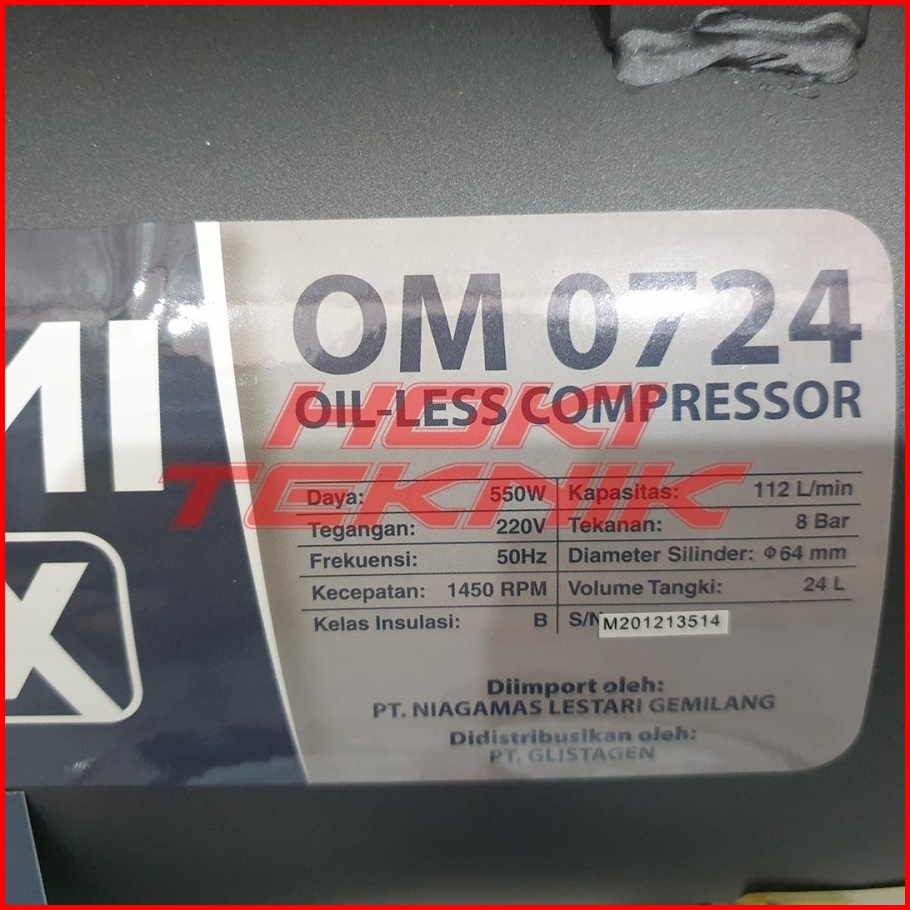 MI
X
OM 0724
OIL-LESS COMPRESSOR
HOKI
TEKNIK
Daya: 550W Kapasitas: 112 L/min
Tegangan: 220V Tekanan: 8 Bar
Frekuensi: 50Hz Diameter Silinder: Φ64 mm
Kecepatan: 1450 RPM Volume Tangki: 24 L
Kelas Insulasi: B S/N M201213514
Diimport oleh:
PT. NIAGAMAS LESTARI GEMILANG
Didistribusikan oleh:
PT. GLISTAGEN